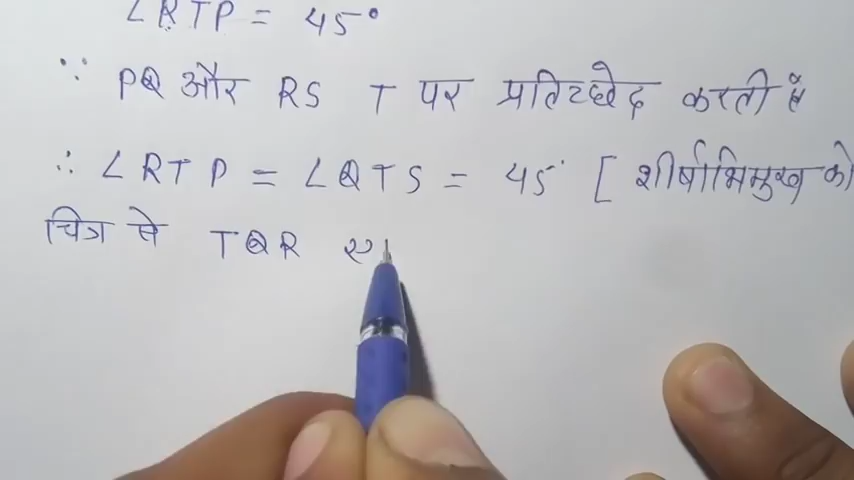 ∠RTP = 45°
∵ PQ और RS T पर प्रतिच्छेद करती है
∴ ∠RTP = ∠QTS = 45° [ शीर्षाभिमुख को
चित्र से TQR